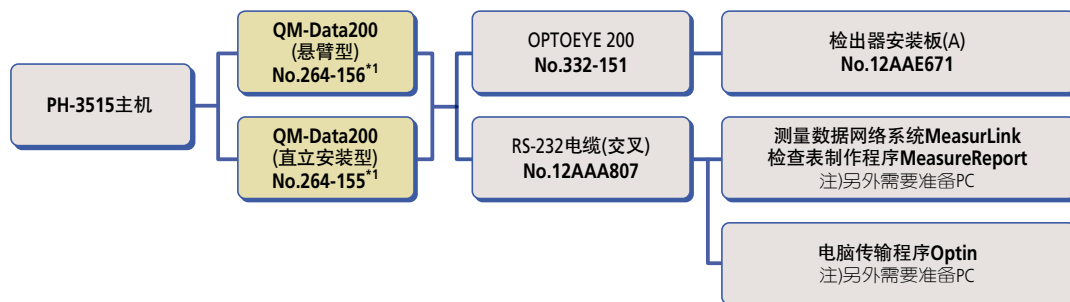 PH-3515主机
QM-Data200
(悬臂型)
No.264-156*1
QM-Data200
(直立安装型)
No.264-155*1
OPTOEYE 200
No.332-151
RS-232电缆(交叉)
No.12AAA807
检出器安装板(A)
No.12AAE671
测量数据网络系统MeasurLink
检查表制作程序MeasureReport
注)另外需要准备PC
电脑传输程序Optin
注)另外需要准备PC